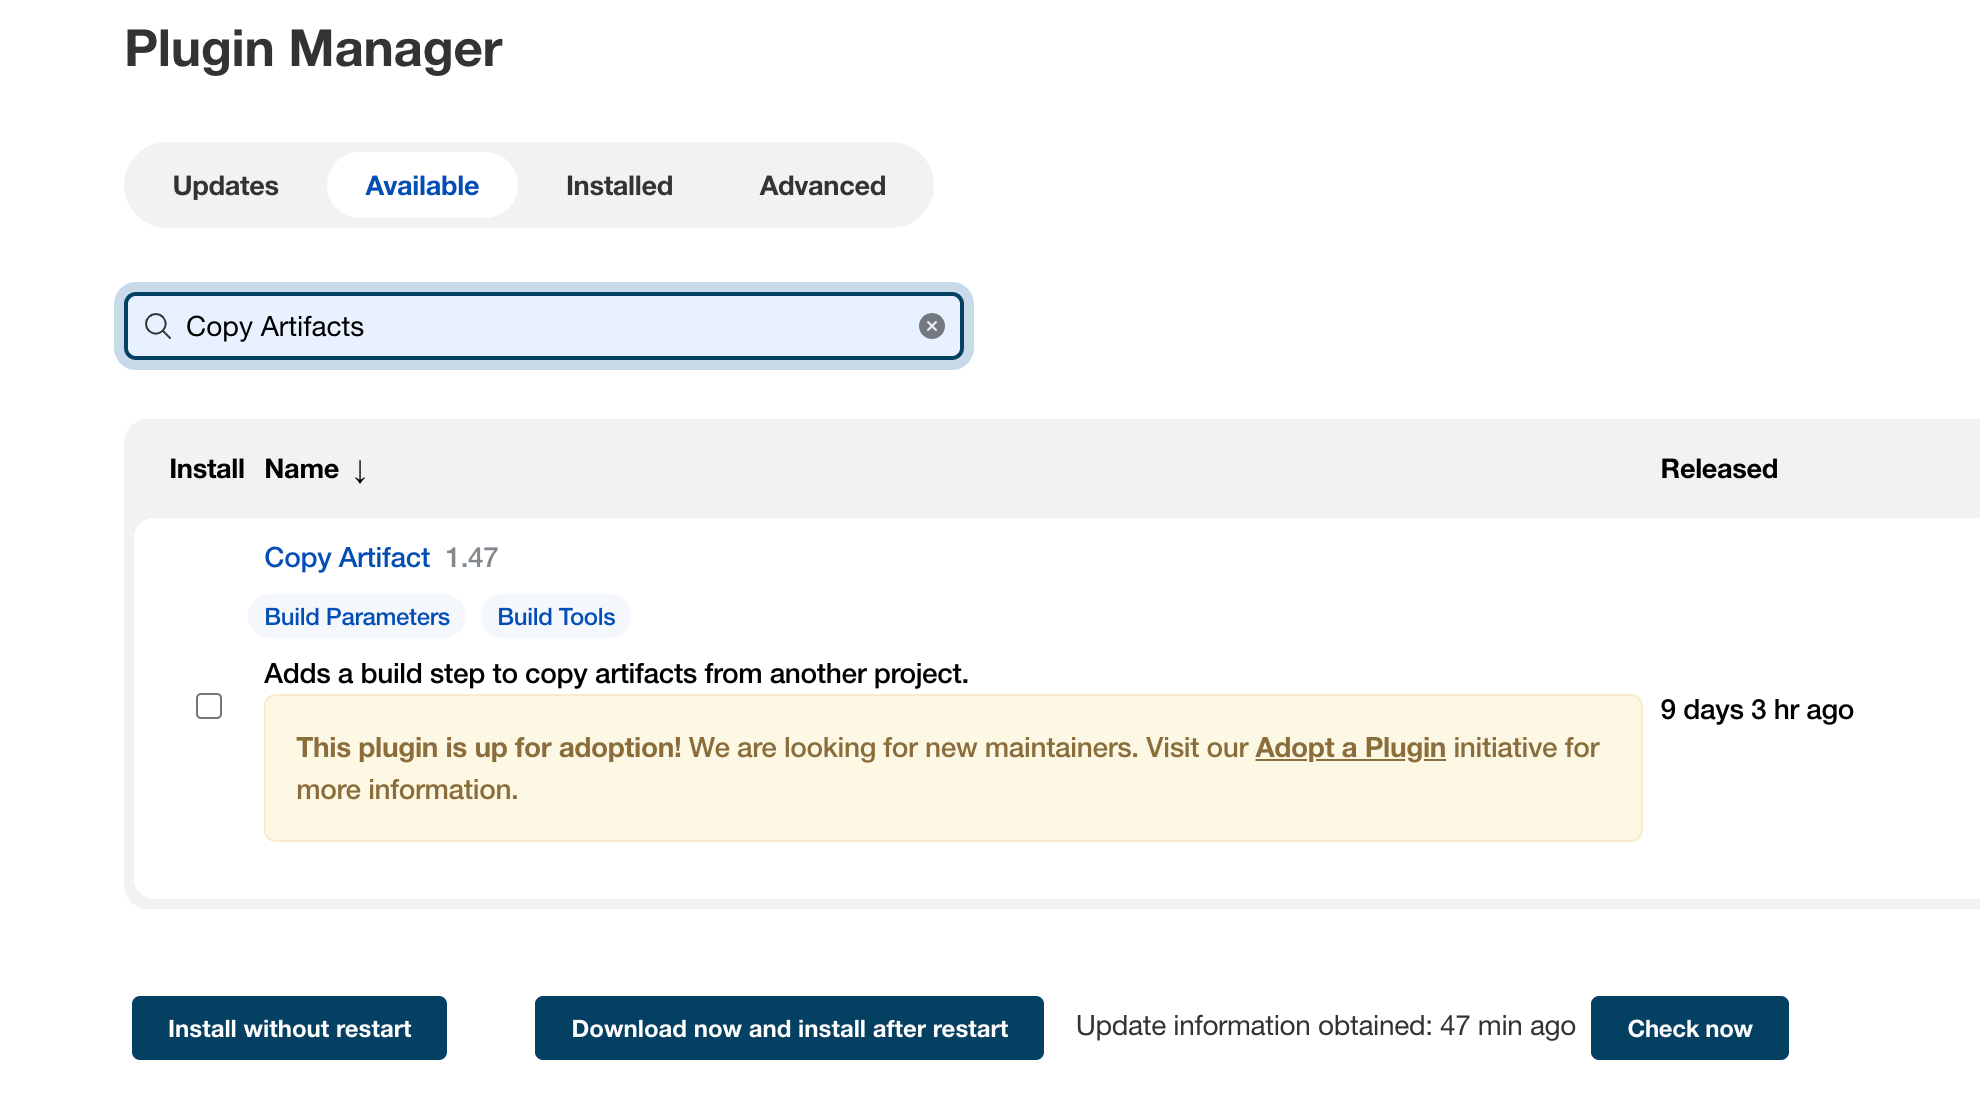 Plugin Manager
Updates Available Installed Advanced
Copy Artifacts
Install Name ↓ Released
Copy Artifact 1.47
Build Parameters Build Tools
Adds a build step to copy artifacts from another project.
This plugin is up for adoption! We are looking for new maintainers. Visit our Adopt a Plugin initiative for
more information.
9 days 3 hr ago
Install without restart Download now and install after restart Update information obtained: 47 min ago Check now